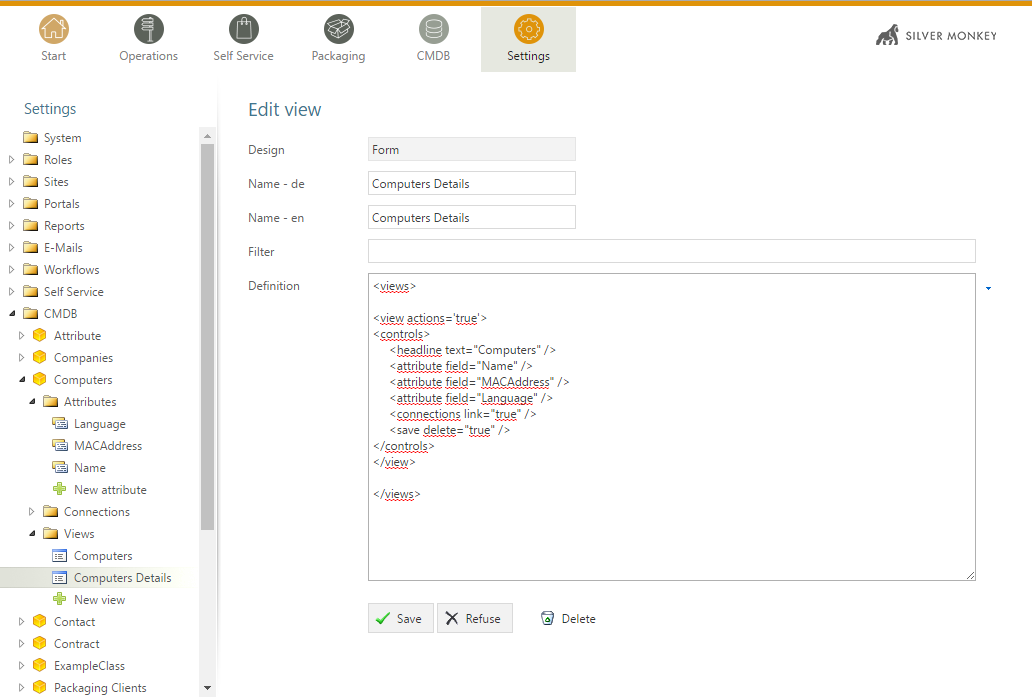 Start
Operations
Self Service
Packaging
CMDB
Settings
SILVER MONKEY
Settings
System
Roles
Sites
Portals
Reports
E-Mails
Workflows
Self Service
CMDB
Attribute
Companies
Computers
Attributes
Language
MACAddress
Name
New attribute
Connections
Views
Computers
Computers Details
New view
Contact
Contract
ExampleClass
Packaging Clients
Edit view
Design
Form
Name - de
Computers Details
Name - en
Computers Details
Filter
Definition
<views>
<view actions='true'>
<controls>
<headline text="Computers" />
<attribute field="Name" />
<attribute field="MACAddress" />
<attribute field="Language" />
<connections link="true" />
<save delete="true" />
</controls>
</view>
</views>
Save
Refuse
Delete